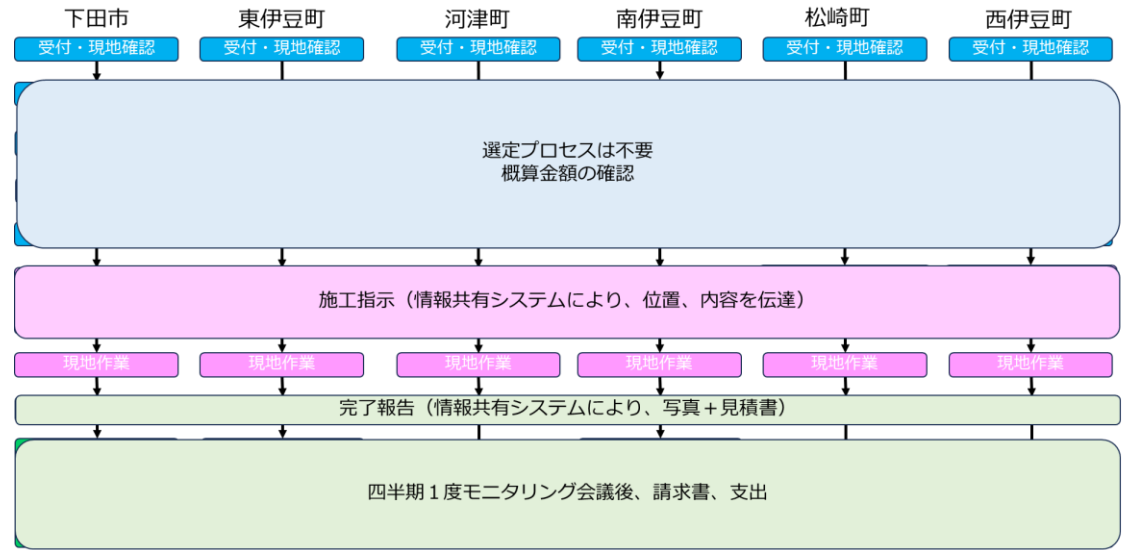 下田市 東伊豆町 河津町 南伊豆町 松崎町 西伊豆町
受付・現地確認 受付・現地確認 受付・現地確認 受付・現地確認 受付・現地確認 受付・現地確認
選定プロセスは不要
概算金額の確認
施工指示（情報共有システムにより、位置、内容を伝達）
現地作業 現地作業 現地作業 現地作業 現地作業 現地作業
完了報告（情報共有システムにより、写真＋見積書）
四半期１度モニタリング会議後、請求書、支出